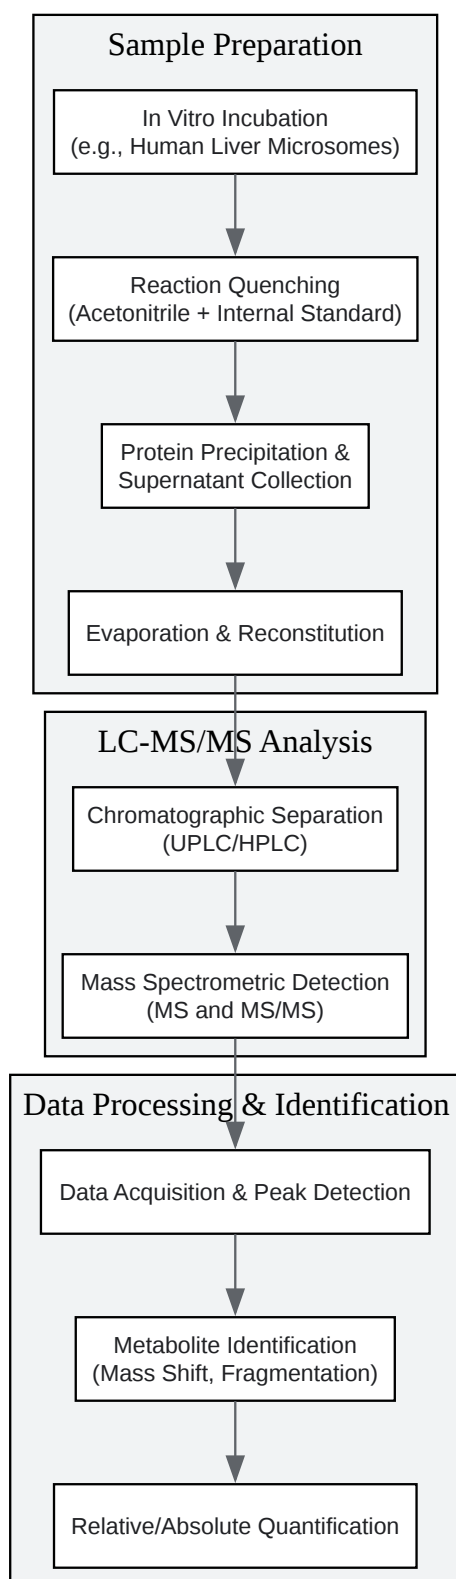 Sample Preparation
In Vitro Incubation
(e.g., Human Liver Microsomes)
Reaction Quenching
(Acetonitrile + Internal Standard)
Protein Precipitation &
Supernatant Collection
Evaporation & Reconstitution
LC-MS/MS Analysis
Chromatographic Separation
(UPLC/HPLC)
Mass Spectrometric Detection
(MS and MS/MS)
Data Processing & Identification
Data Acquisition & Peak Detection
Metabolite Identification
(Mass Shift, Fragmentation)
Relative/Absolute Quantification